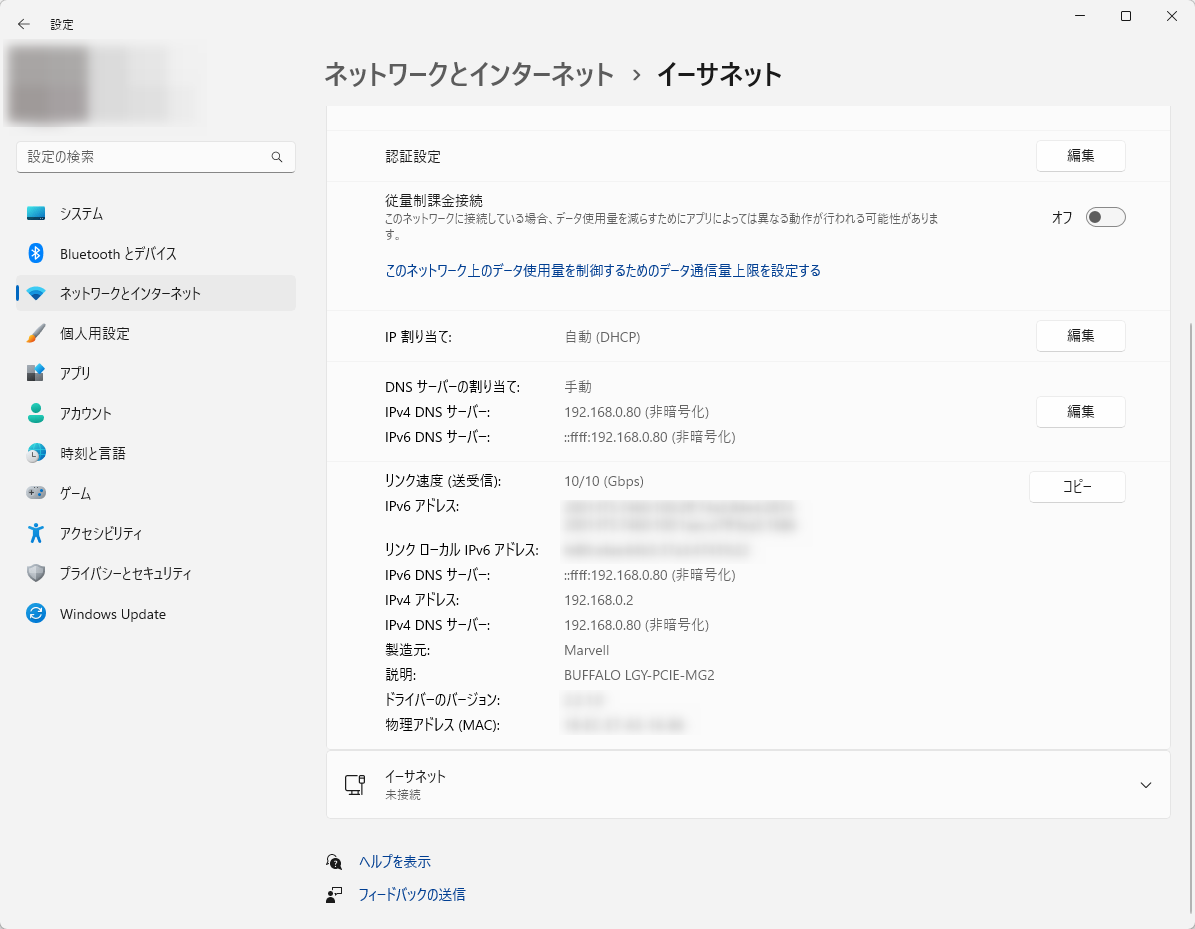 設定
ネットワークとインターネット › イーサネット
設定の検索
システム
Bluetooth とデバイス
ネットワークとインターネット
個人用設定
アプリ
アカウント
時刻と言語
ゲーム
アクセシビリティ
プライバシーとセキュリティ
Windows Update
認証設定
編集
従量制課金接続
このネットワークに接続している場合、データ使用量を減らすためにアプリによっては異なる動作が行われる可能性がありま
す。
オフ
このネットワーク上のデータ使用量を制御するためのデータ通信量上限を設定する
IP 割り当て: 自動 (DHCP)
編集
DNS サーバーの割り当て: 手動
IPv4 DNS サーバー: 192.168.0.80 (非暗号化)
IPv6 DNS サーバー: ::ffff:192.168.0.80 (非暗号化)
編集
リンク速度 (送受信): 10/10 (Gbps)
コピー
IPv6 アドレス:
リンク ローカル IPv6 アドレス:
IPv6 DNS サーバー: ::ffff:192.168.0.80 (非暗号化)
IPv4 アドレス: 192.168.0.2
IPv4 DNS サーバー: 192.168.0.80 (非暗号化)
製造元: Marvell
説明: BUFFALO LGY-PCIE-MG2
ドライバーのバージョン:
物理アドレス (MAC):
イーサネット
未接続
ヘルプを表示
フィードバックの送信